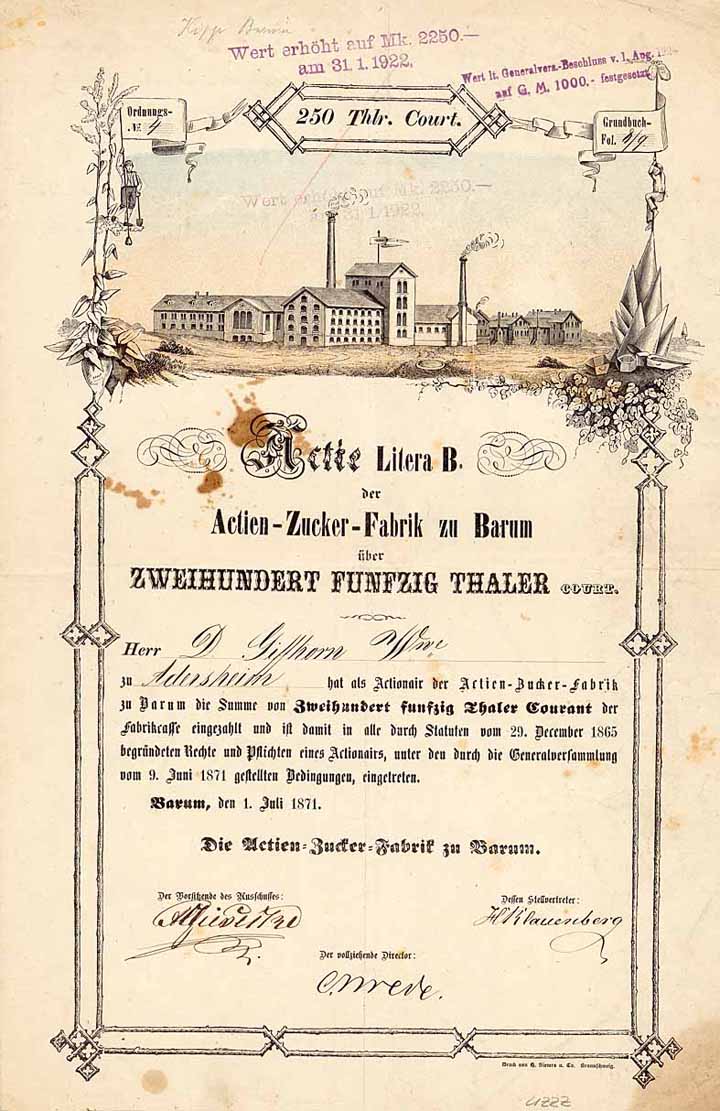 Wert erhöht auf Mk. 2250.—
am 31.1.1922.
Wert lt. Generalvers.-Beschluss v. 1. Aug.
auf G. M. 1000.- festgesetzt
Ordnungs-
№ 4
250 Thlr. Court.
Grundbuch-
Fol. 4/9
Wert erhöht auf Mk. 2250.—
am 31.1.1922.
Actie Litera B.
der
Actien-Zucker-Fabrik zu Barum
über
ZWEIHUNDERT FUNFZIG THALER COURT.
Herr D Gifhorn Wwe
zu Adersheim hat als Actionair der Actien-Zucker-Fabrik
zu Barum die Summe von Zweihundert funfzig Thaler Courant der
Fabrikcasse eingezahlt und ist damit in alle durch Statuten vom 29. December 1865
begründeten Rechte und Pflichten eines Actionairs, unter den durch die Generalversammlung
vom 9. Juni 1871 gestellten Bedingungen, eingetreten.
Barum, den 1. Juli 1871.
Die Actien-Zucker-Fabrik zu Barum.
Der Vorsitzende des Ausschusses:
Dessen Stellvertreter:
H Klauenberg
Der vollziehende Director:
C. Wrede.
Druck von G. Sievers u. Co. Braunschweig.